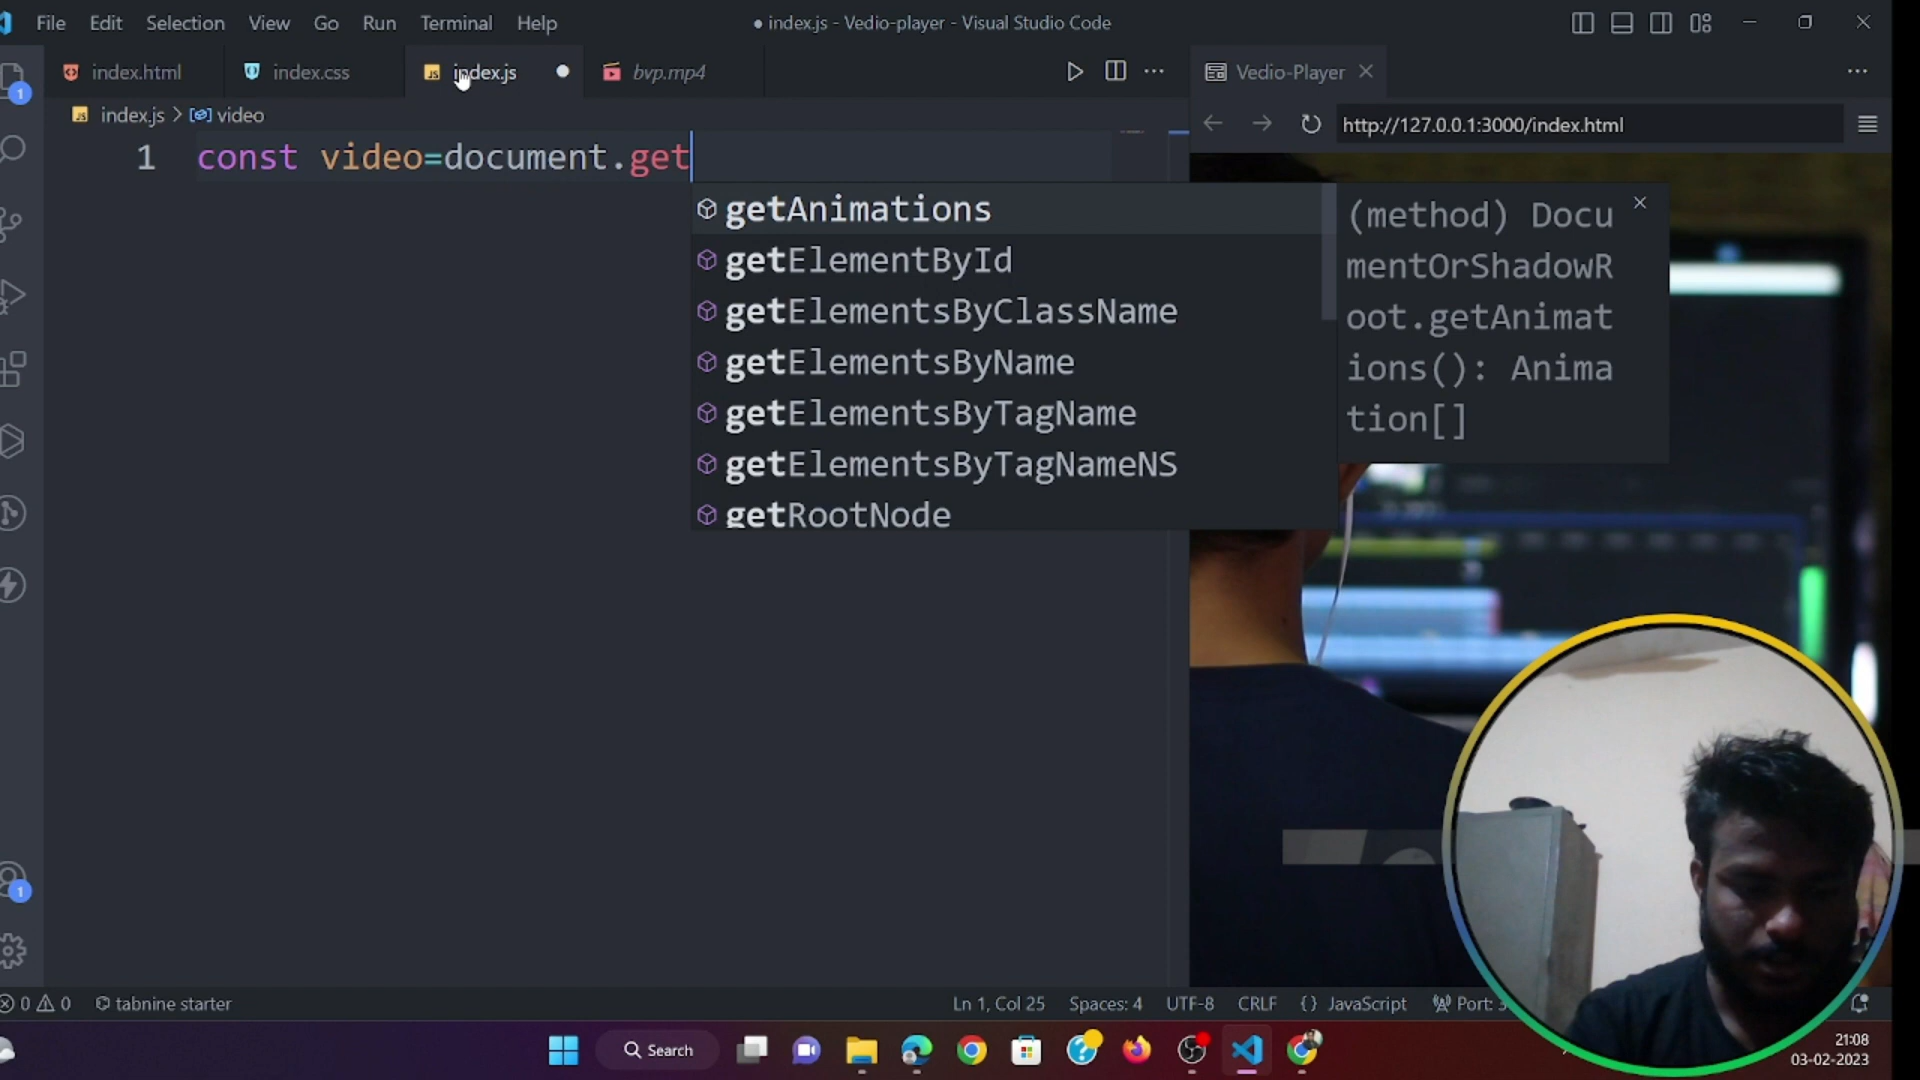 File Edit Selection View Go Run Terminal Help
● index.js - Vedio-player - Visual Studio Code
index.html index.css index.js bvp.mp4
Vedio-Player
index.js > video
http://127.0.0.1:3000/index.html
1 const video=document.get
getAnimations
getElementById
getElementsByClassName
getElementsByName
getElementsByTagName
getElementsByTagNameNS
getRootNode
(method) Docu
mentOrShadowR
oot.getAnimat
ions(): Anima
tion[]
1
1
0 0 tabnine starter
Ln 1, Col 25 Spaces: 4 UTF-8 CRLF {} JavaScript Port:
Search
21:08
03-02-2023